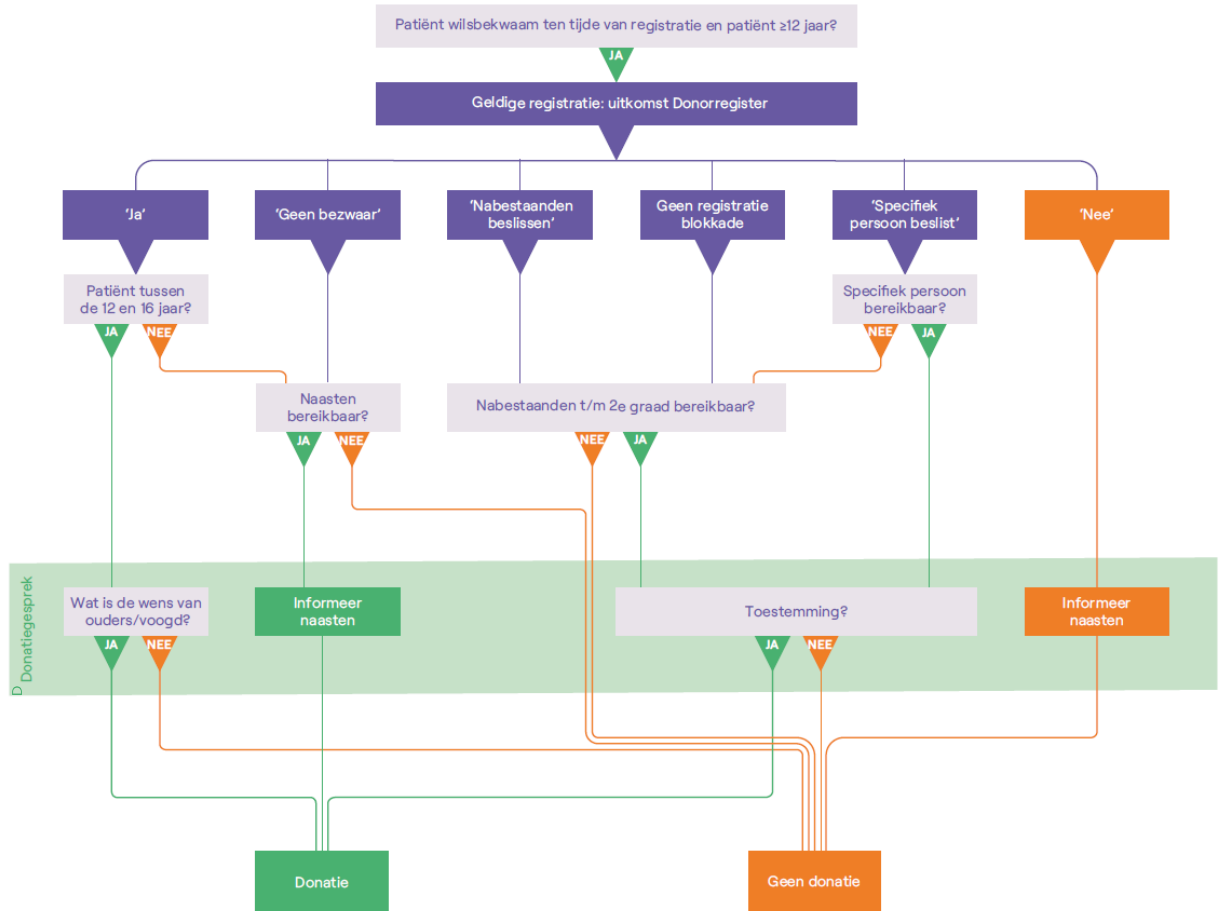 Patiënt wilsbekwaam ten tijde van registratie en patiënt ≥12 jaar?
JA
Geldige registratie: uitkomst Donorregister
'Ja'
'Geen bezwaar'
'Nabestaanden
beslissen'
Geen registratie
blokkade
'Specifiek
persoon beslist'
'Nee'
Patiënt tussen
de 12 en 16 jaar?
Specifiek persoon
bereikbaar?
JA
NEE
NEE
JA
Naasten
bereikbaar?
Nabestaanden t/m 2e graad bereikbaar?
JA
NEE
NEE
JA
D
Donatiegesprek
Wat is de wens van
ouders/voogd?
Informeer
naasten
Toestemming?
Informeer
naasten
JA
NEE
JA
NEE
Donatie
Geen donatie